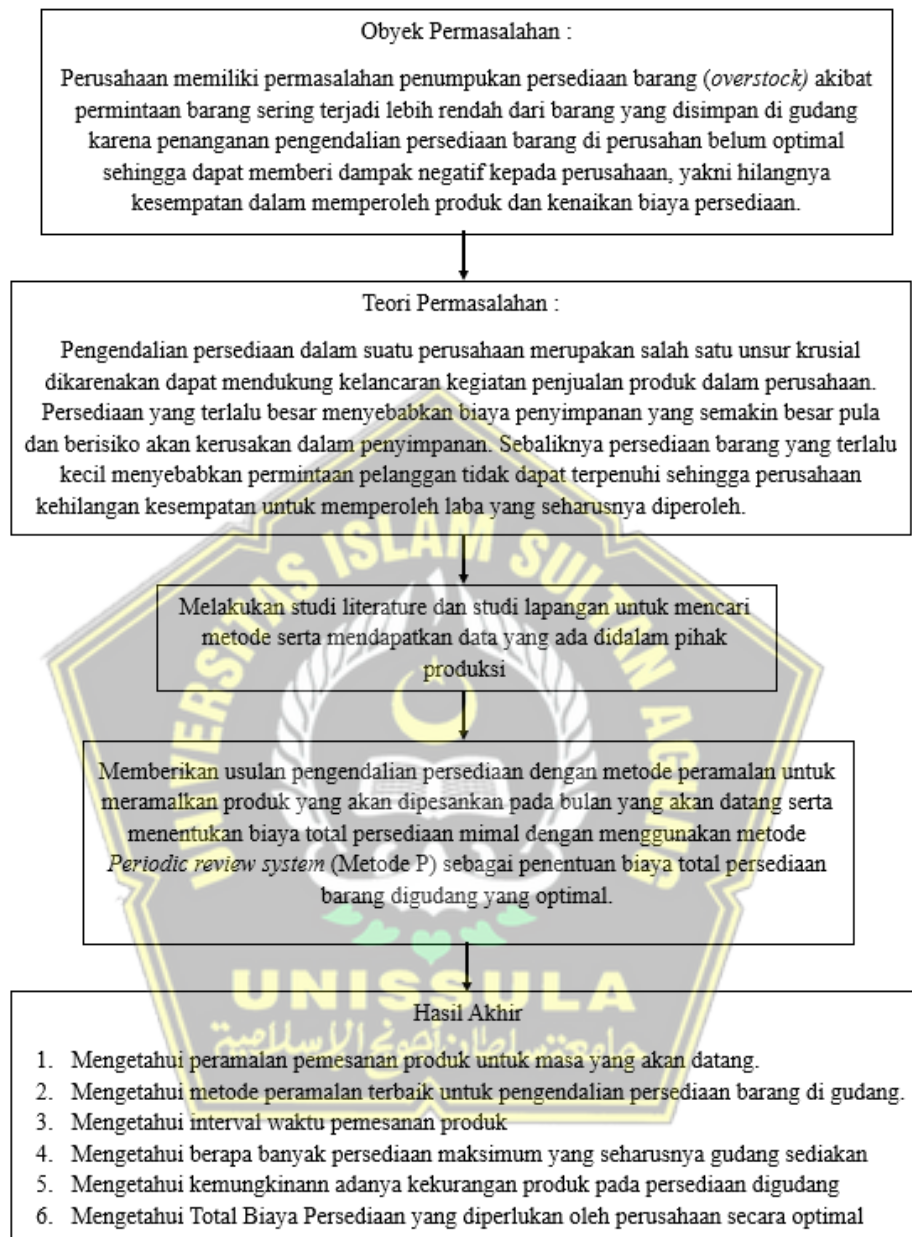 Obyek Permasalahan :
Perusahaan memiliki permasalahan penumpukan persediaan barang (overstock) akibat
permintaan barang sering terjadi lebih rendah dari barang yang disimpan di gudang
karena penanganan pengendalian persediaan barang di perusahan belum optimal
sehingga dapat memberi dampak negatif kepada perusahaan, yakni hilangnya
kesempatan dalam memperoleh produk dan kenaikan biaya persediaan.
Teori Permasalahan :
Pengendalian persediaan dalam suatu perusahaan merupakan salah satu unsur krusial
dikarenakan dapat mendukung kelancaran kegiatan penjualan produk dalam perusahaan.
Persediaan yang terlalu besar menyebabkan biaya penyimpanan yang semakin besar pula
dan berisiko akan kerusakan dalam penyimpanan. Sebaliknya persediaan barang yang terlalu
kecil menyebabkan permintaan pelanggan tidak dapat terpenuhi sehingga perusahaan
kehilangan kesempatan untuk memperoleh laba yang seharusnya diperoleh.
UNIVERSITAS ISLAM SULTAN AGUNG
Melakukan studi literature dan studi lapangan untuk mencari
metode serta mendapatkan data yang ada didalam pihak
produksi
Memberikan usulan pengendalian persediaan dengan metode peramalan untuk
meramalkan produk yang akan dipesankan pada bulan yang akan datang serta
menentukan biaya total persediaan mimal dengan menggunakan metode
Periodic review system (Metode P) sebagai penentuan biaya total persediaan
barang digudang yang optimal.
UNISSULA
جامعة سلطان أجونج الإسلامية
Hasil Akhir
1. Mengetahui peramalan pemesanan produk untuk masa yang akan datang.
2. Mengetahui metode peramalan terbaik untuk pengendalian persediaan barang di gudang.
3. Mengetahui interval waktu pemesanan produk
4. Mengetahui berapa banyak persediaan maksimum yang seharusnya gudang sediakan
5. Mengetahui kemungkinann adanya kekurangan produk pada persediaan digudang
6. Mengetahui Total Biaya Persediaan yang diperlukan oleh perusahaan secara optimal